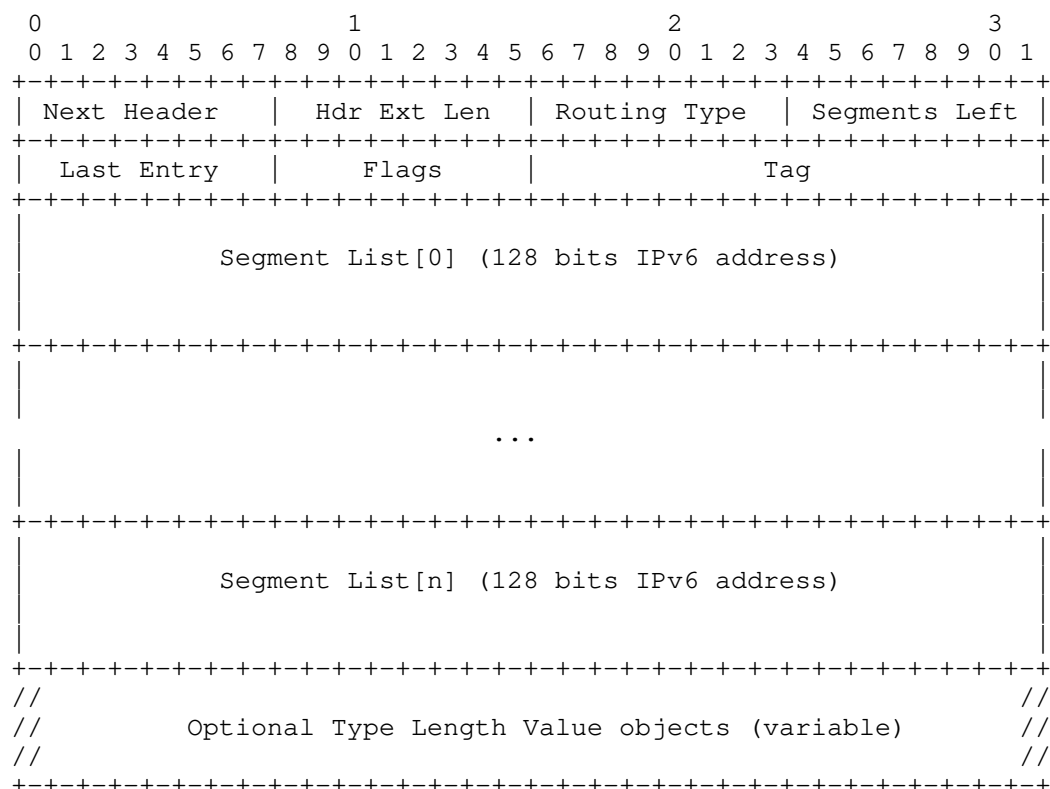 0                   1                   2                   3
0 1 2 3 4 5 6 7 8 9 0 1 2 3 4 5 6 7 8 9 0 1 2 3 4 5 6 7 8 9 0 1
+-+-+-+-+-+-+-+-+-+-+-+-+-+-+-+-+-+-+-+-+-+-+-+-+-+-+-+-+-+-+-+-+
| Next Header   |  Hdr Ext Len  | Routing Type  | Segments Left |
+-+-+-+-+-+-+-+-+-+-+-+-+-+-+-+-+-+-+-+-+-+-+-+-+-+-+-+-+-+-+-+-+
|  Last Entry   |     Flags     |              Tag              |
+-+-+-+-+-+-+-+-+-+-+-+-+-+-+-+-+-+-+-+-+-+-+-+-+-+-+-+-+-+-+-+-+
|                                                               |
|            Segment List[0] (128 bits IPv6 address)            |
|                                                               |
|                                                               |
+-+-+-+-+-+-+-+-+-+-+-+-+-+-+-+-+-+-+-+-+-+-+-+-+-+-+-+-+-+-+-+-+
|                                                               |
|                                                               |
                              ...
|                                                               |
|                                                               |
+-+-+-+-+-+-+-+-+-+-+-+-+-+-+-+-+-+-+-+-+-+-+-+-+-+-+-+-+-+-+-+-+
|                                                               |
|            Segment List[n] (128 bits IPv6 address)            |
|                                                               |
|                                                               |
+-+-+-+-+-+-+-+-+-+-+-+-+-+-+-+-+-+-+-+-+-+-+-+-+-+-+-+-+-+-+-+-+
//                                                             //
//         Optional Type Length Value objects (variable)       //
//                                                             //
+-+-+-+-+-+-+-+-+-+-+-+-+-+-+-+-+-+-+-+-+-+-+-+-+-+-+-+-+-+-+-+-+